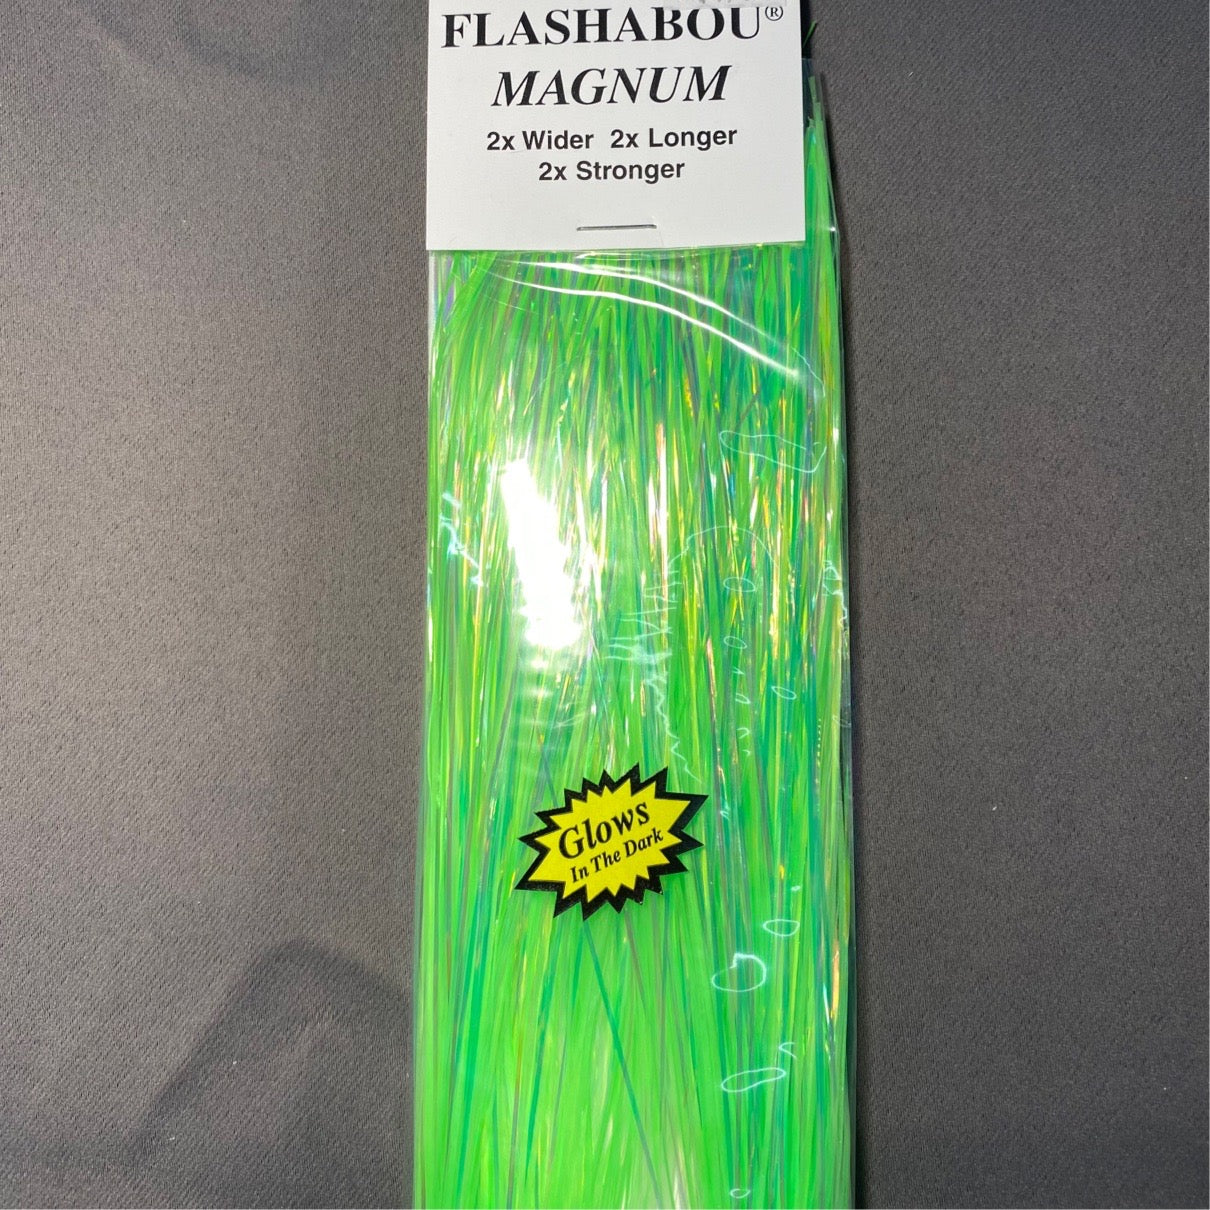 FLASHABOU®
MAGNUM
2x Wider 2x Longer
2x Stronger
Glows
In The Dark